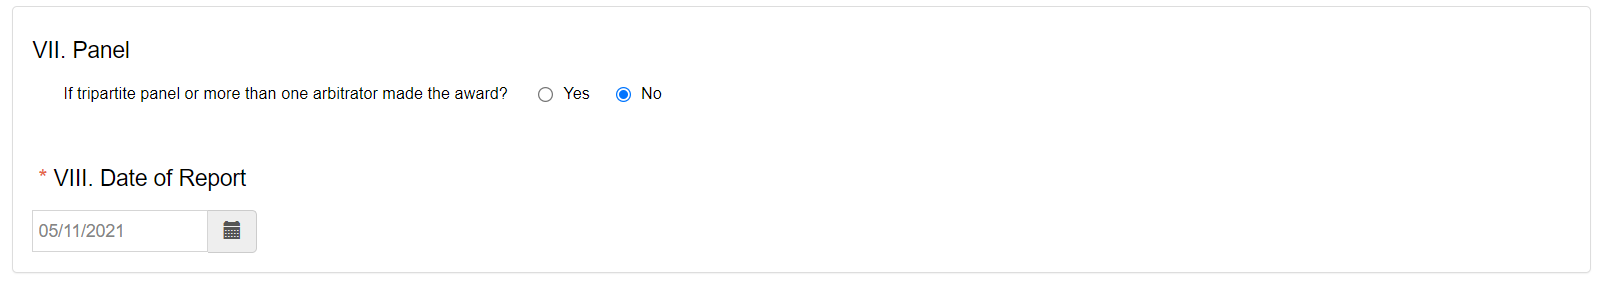 VII. Panel
If tripartite panel or more than one arbitrator made the award? Yes No
* VIII. Date of Report
05/11/2021